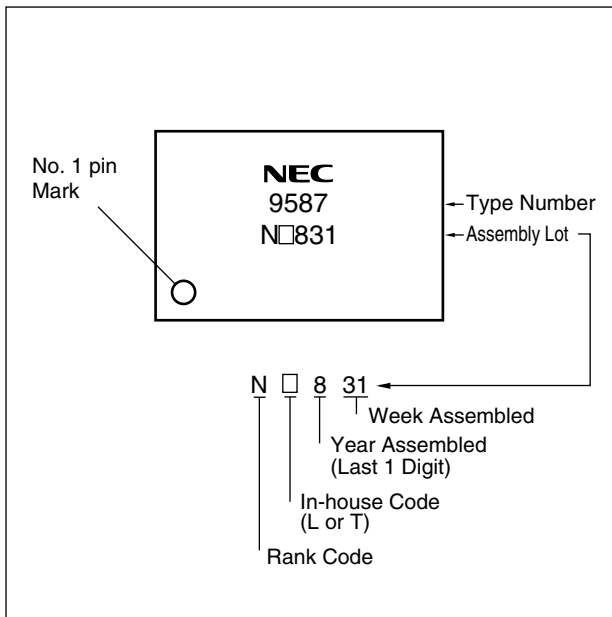 No. 1 pin
Mark
NEC
9587
N□831
Type Number
Assembly Lot
N □ 8 31
Week Assembled
Year Assembled
(Last 1 Digit)
In-house Code
(L or T)
Rank Code